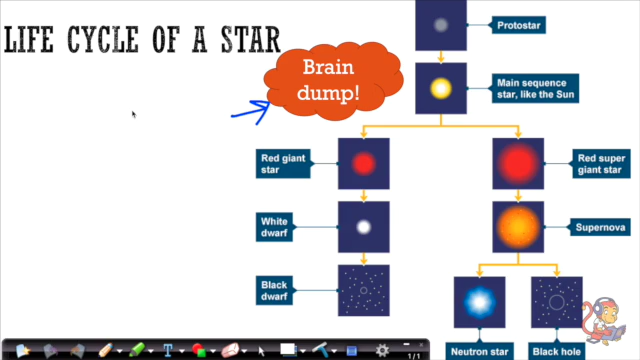 LIFE CYCLE OF A STAR
Brain
dump!
Protostar
Main sequence
star, like the Sun
Red giant
star
Red super
giant star
White
dwarf
Supernova
Black
dwarf
Neutron star
Black hole
T
1/1